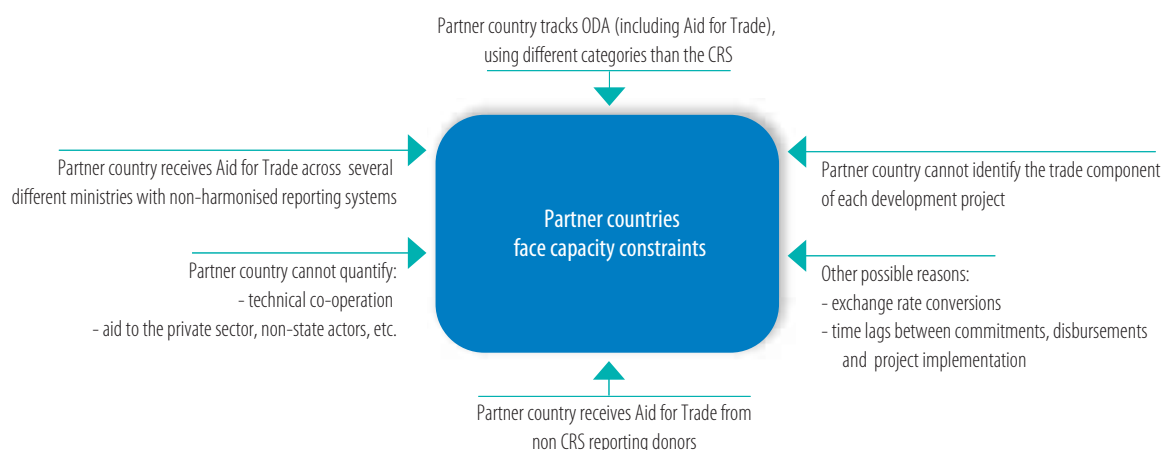 Partner country tracks ODA (including Aid for Trade),
using different categories than the CRS
Partner country receives Aid for Trade across several
different ministries with non-harmonised reporting systems
Partner country cannot quantify:
- technical co-operation
- aid to the private sector, non-state actors, etc.
Partner countries
face capacity constraints
Partner country cannot identify the trade component
of each development project
Other possible reasons:
- exchange rate conversions
- time lags between commitments, disbursements
and project implementation
Partner country receives Aid for Trade from
non CRS reporting donors